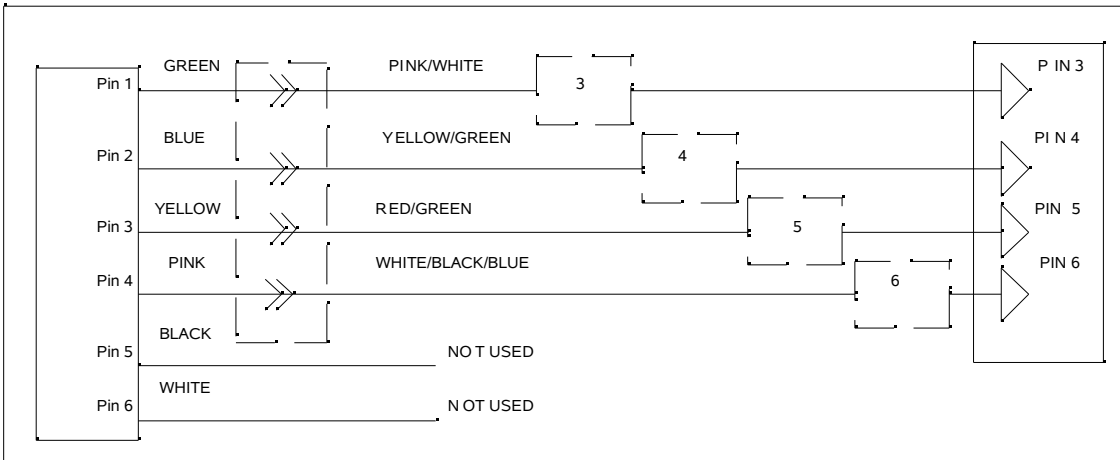 GREEN PINK/WHITE P IN 3
Pin 1 3
BLUE YELLOW/GREEN PI N 4
Pin 2 4
YELLOW RED/GREEN PIN 5
Pin 3 5
PINK WHITE/BLACK/BLUE PIN 6
Pin 4 6
BLACK
Pin 5 NO T USED
WHITE
Pin 6 N OT USED